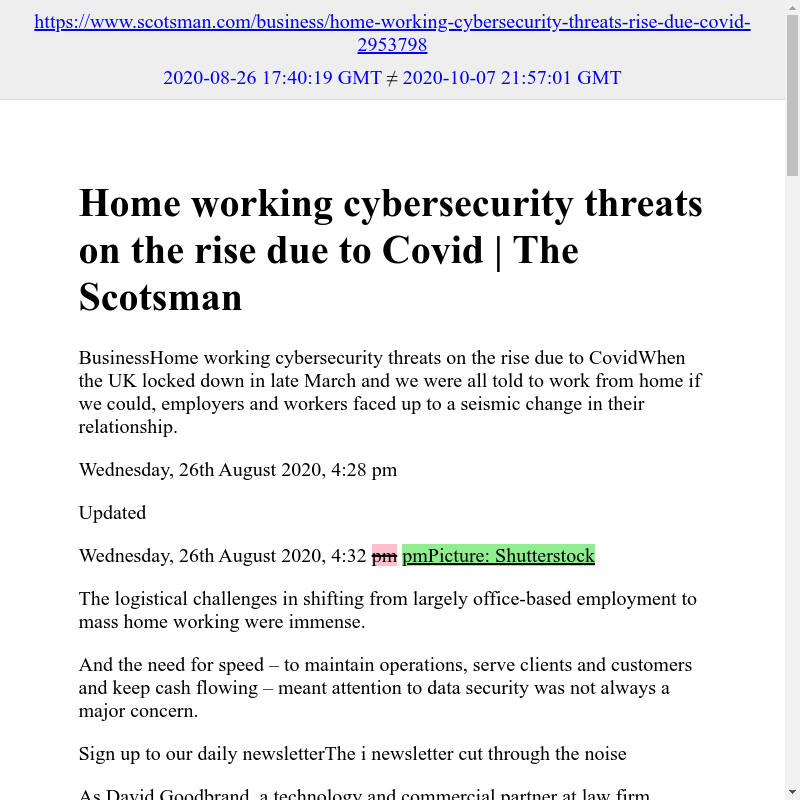 https://www.scotsman.com/business/home-working-cybersecurity-threats-rise-due-covid-
2953798
2020-08-26 17:40:19 GMT ≠ 2020-10-07 21:57:01 GMT
Home working cybersecurity threats
on the rise due to Covid | The
Scotsman
BusinessHome working cybersecurity threats on the rise due to CovidWhen
the UK locked down in late March and we were all told to work from home if
we could, employers and workers faced up to a seismic change in their
relationship.
Wednesday, 26th August 2020, 4:28 pm
Updated
Wednesday, 26th August 2020, 4:32 pm pmPicture: Shutterstock
The logistical challenges in shifting from largely office-based employment to
mass home working were immense.
And the need for speed – to maintain operations, serve clients and customers
and keep cash flowing – meant attention to data security was not always a
major concern.
Sign up to our daily newsletterThe i newsletter cut through the noise
As David Goodbrand, a technology and commercial partner at law firm